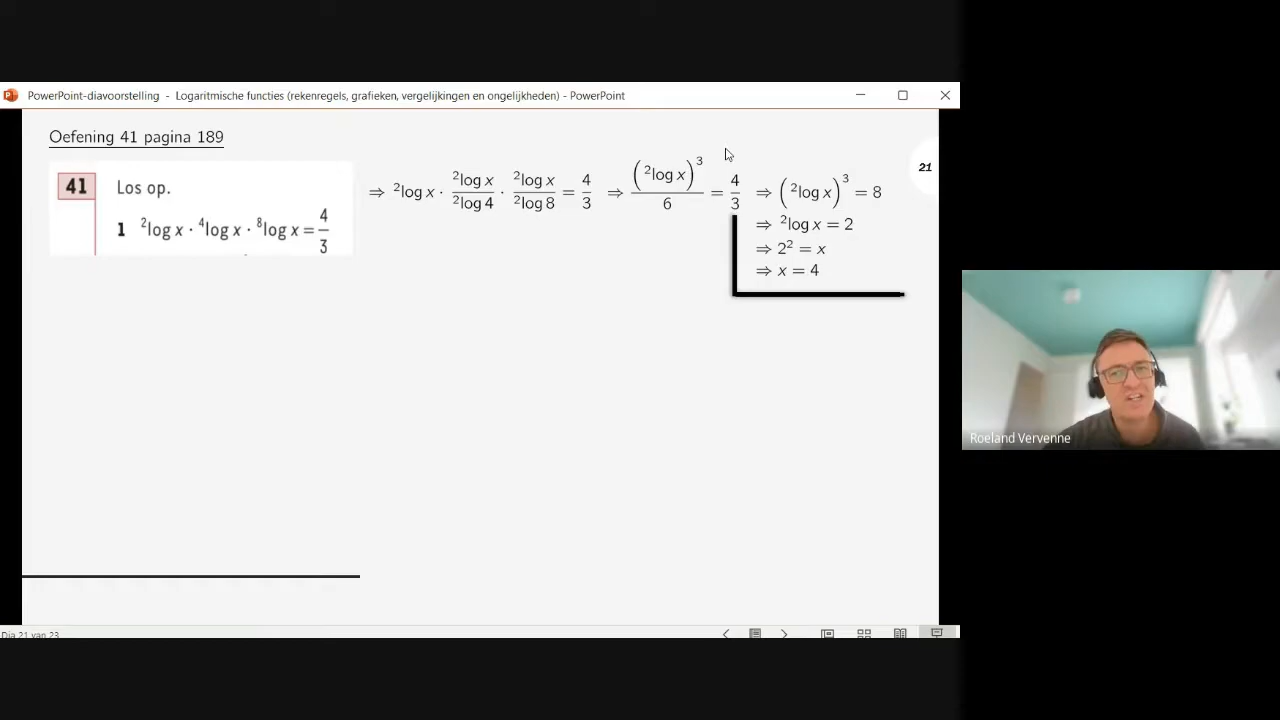 PowerPoint-diavoorstelling - Logaritmische functies (rekenregels, grafieken, vergelijkingen en ongelijkheden) - PowerPoint
Oefening 41 pagina 189
21
41 Los op.
1 ²log x · ⁴log x · ⁸log x = 4/3
⇒ ²log x · ²log x / ²log 4 · ²log x / ²log 8 = 4/3 ⇒ (²log x)³ / 6 = 4/3 ⇒ (²log x)³ = 8
⇒ ²log x = 2
⇒ 2² = x
⇒ x = 4
Roeland Vervenne
Dia 21 van 23